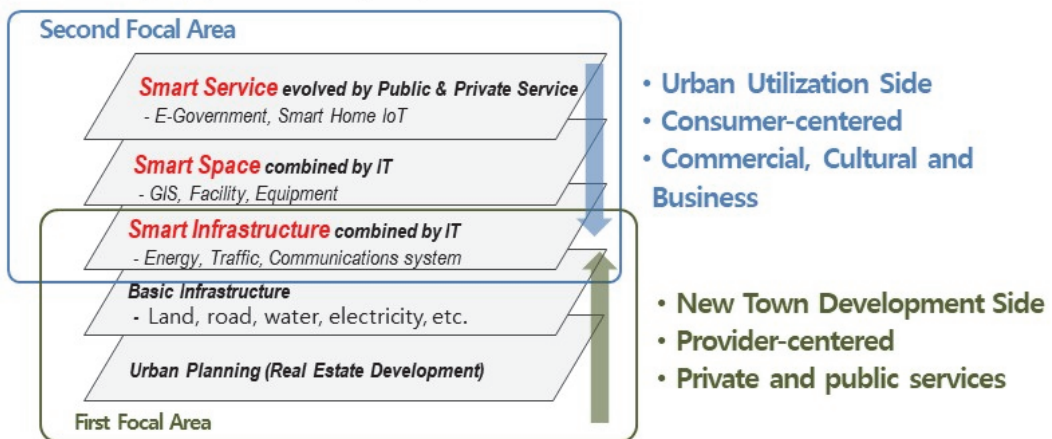 Second Focal Area
Smart Service evolved by Public & Private Service
- E-Government, Smart Home IoT
Smart Space combined by IT
- GIS, Facility, Equipment
Smart Infrastructure combined by IT
- Energy, Traffic, Communications system
Basic Infrastructure
- Land, road, water, electricity, etc.
Urban Planning (Real Estate Development)
First Focal Area
• Urban Utilization Side
• Consumer-centered
• Commercial, Cultural and
Business
• New Town Development Side
• Provider-centered
• Private and public services